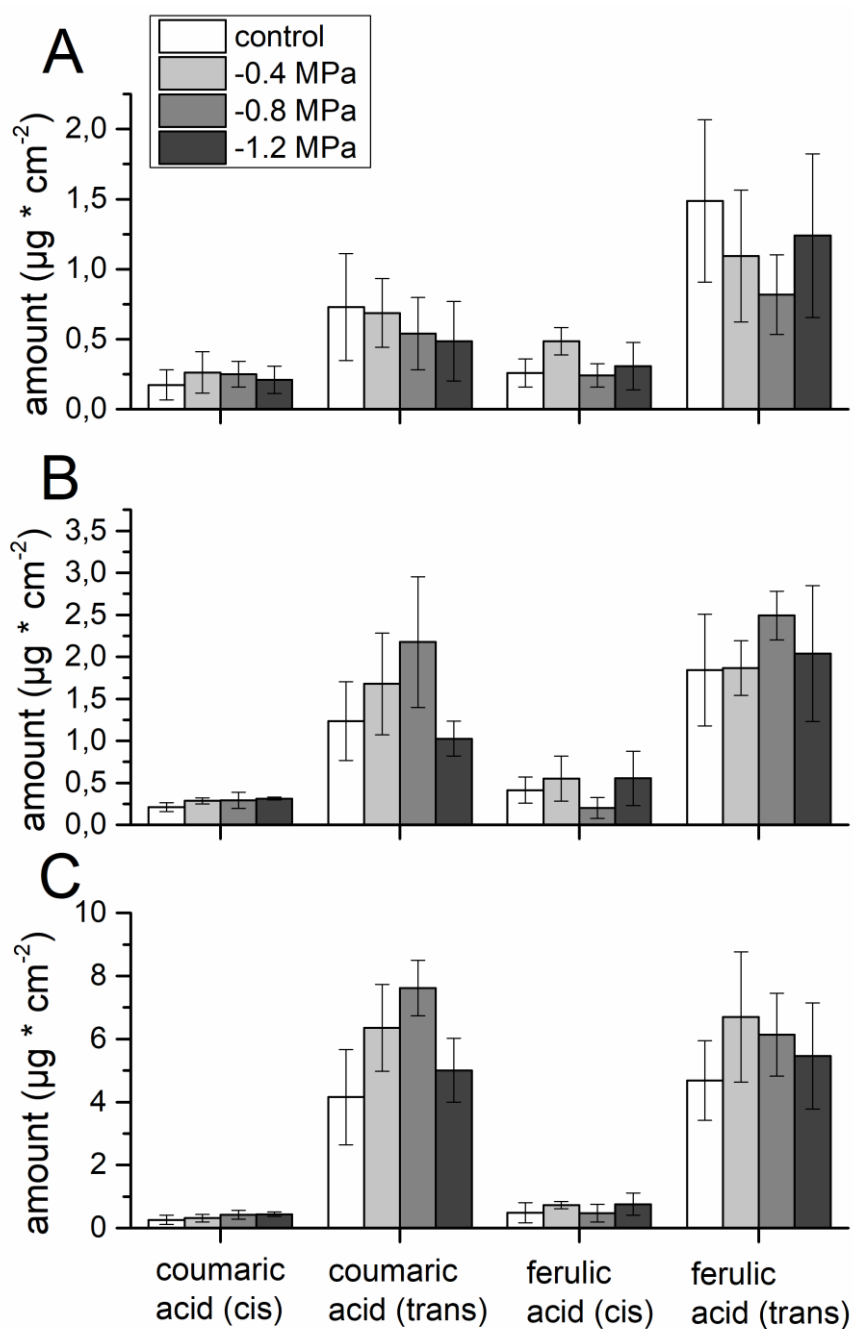 A
control
-0.4 MPa
-0.8 MPa
-1.2 MPa
amount (µg * cm-2)
2,0
1,5
1,0
0,5
0,0
B
amount (µg * cm-2)
3,5
3,0
2,5
2,0
1,5
1,0
0,5
0,0
C
amount (µg * cm-2)
10
8
6
4
2
0
coumaric
acid (cis)
coumaric
acid (trans)
ferulic
acid (cis)
ferulic
acid (trans)